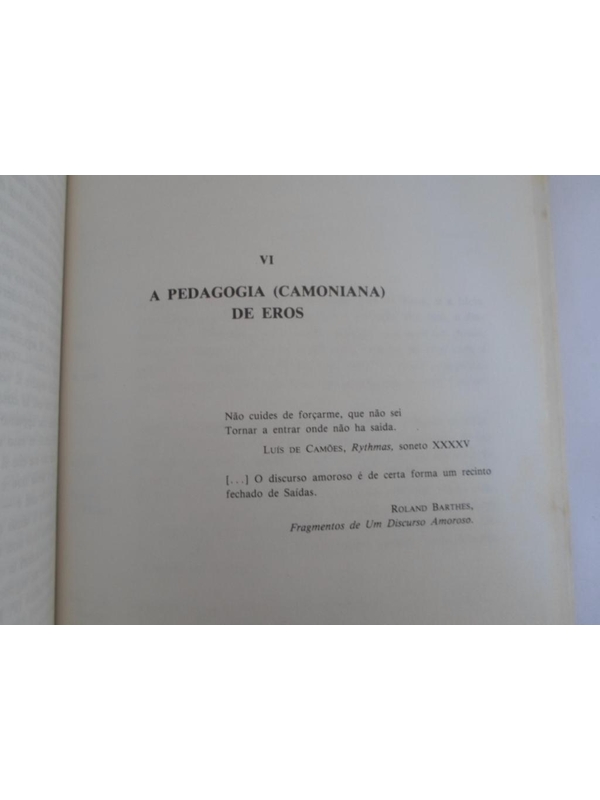 VI
A PEDAGOGIA (CAMONIANA)
DE EROS
Não cuides de forçarme, que não sei
Tornar a entrar onde não ha saída.
LUÍS DE CAMÕES, Rythmas, soneto XXXXV
[...] O discurso amoroso é de certa forma um recinto
fechado de Saídas.
ROLAND BARTHES,
Fragmentos de Um Discurso Amoroso.